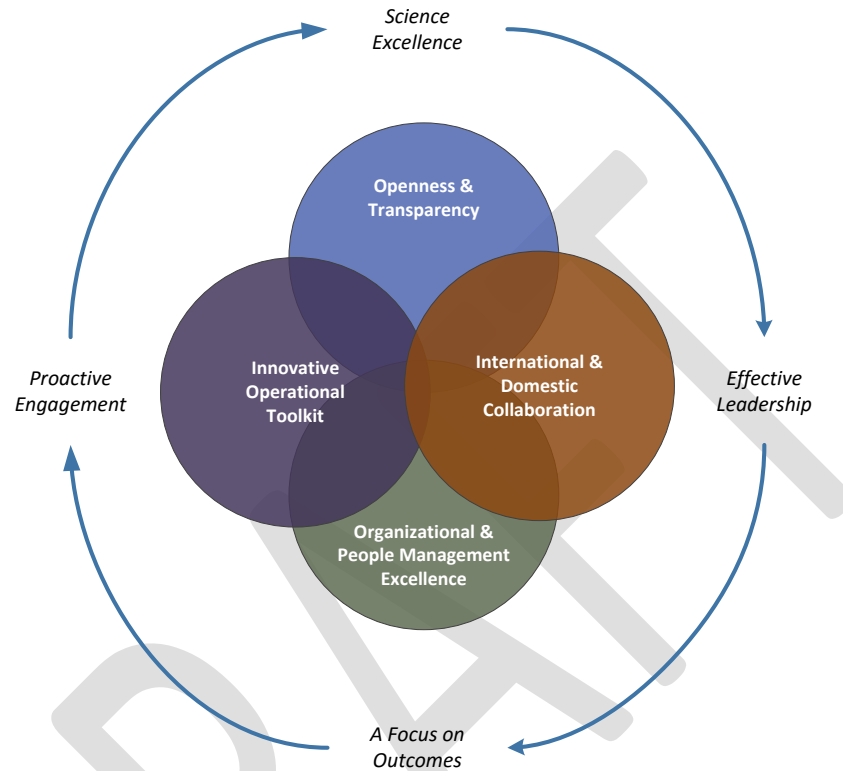 Science
Excellence
Openness &
Transparency
Innovative
Operational
Toolkit
International &
Domestic
Collaboration
Proactive
Engagement
Effective
Leadership
Organizational &
People Management
Excellence
A Focus on
Outcomes
DRAFT